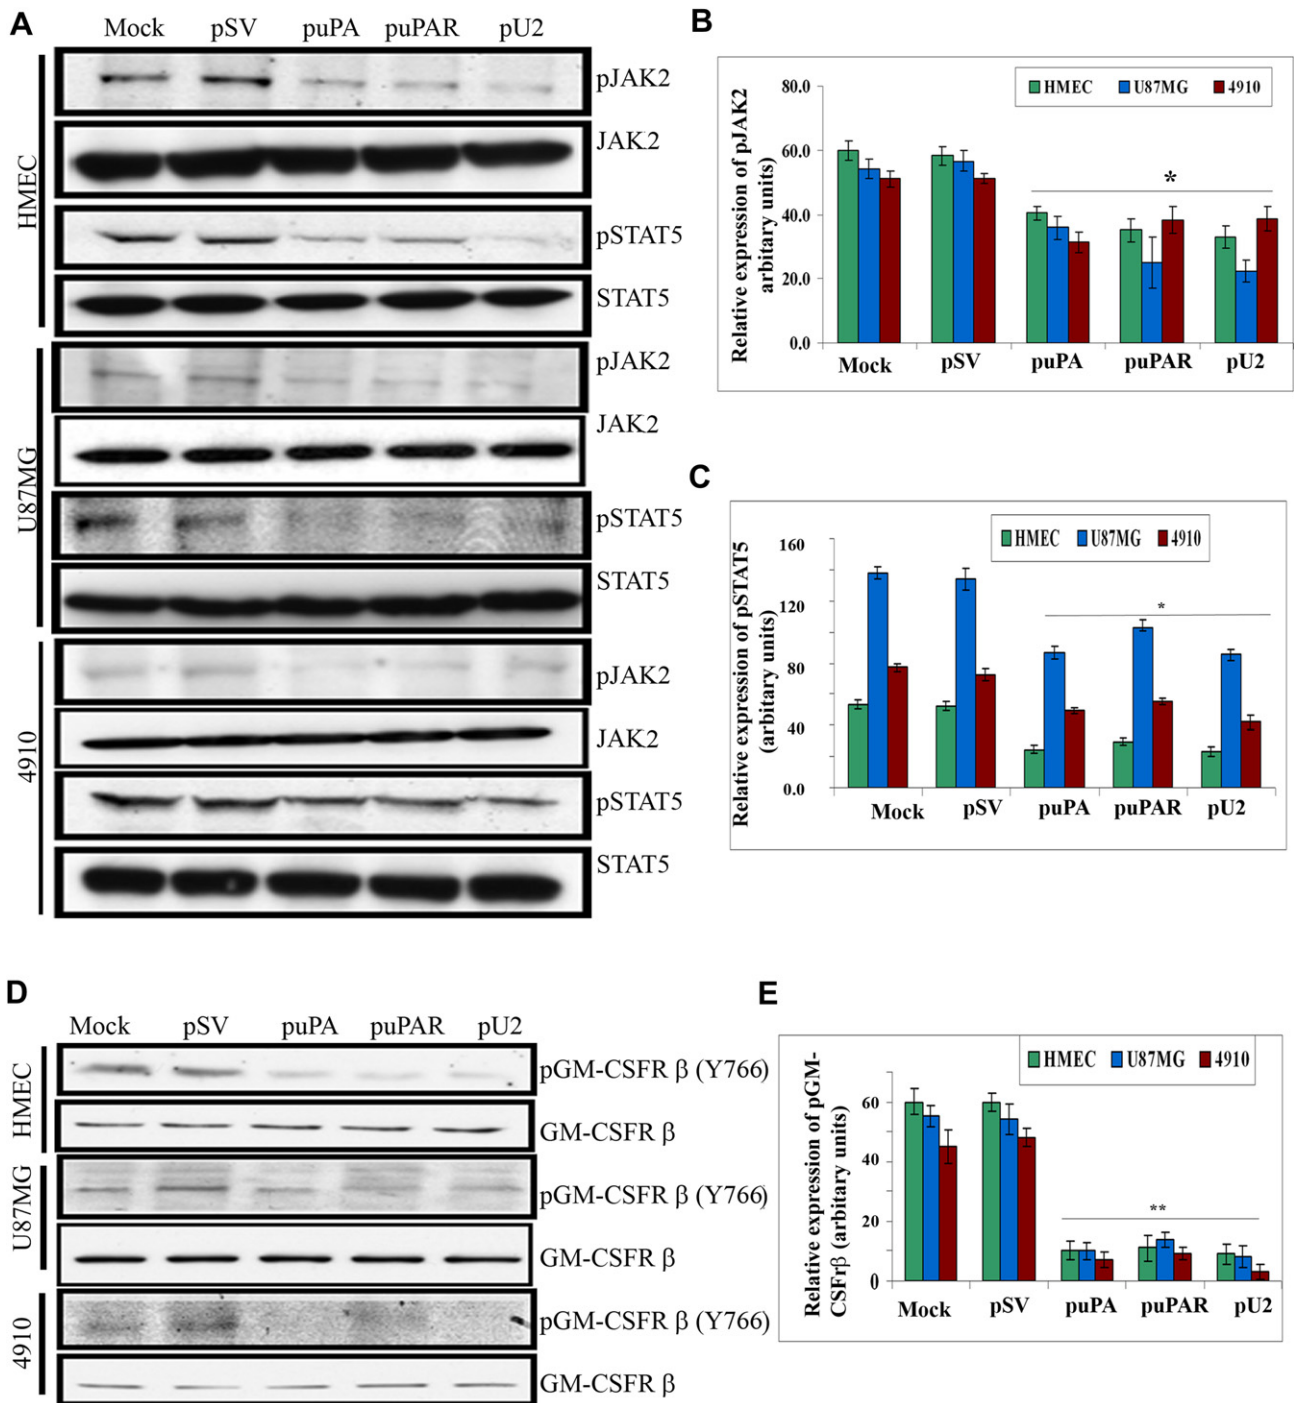 A
Mock pSV puPA puPAR pU2
HMEC
pJAK2
JAK2
pSTAT5
STAT5
U87MG
pJAK2
JAK2
pSTAT5
STAT5
4910
pJAK2
JAK2
pSTAT5
STAT5
B
HMEC U87MG 4910
Relative expression of pJAK2
arbitary units)
80.0
60.0
40.0
20.0
0.0
*
Mock pSV puPA puPAR pU2
C
HMEC U87MG 4910
Relative expression of pSTAT5
(arbitary units)
160
120
80
40
0.0
*
Mock pSV puPA puPAR pU2
D
Mock pSV puPA puPAR pU2
HMEC
pGM-CSFR β (Y766)
GM-CSFR β
U87MG
pGM-CSFR β (Y766)
GM-CSFR β
4910
pGM-CSFR β (Y766)
GM-CSFR β
E
HMEC U87MG 4910
Relative expression of pGM-
CSFrβ (arbitary units)
60
40
20
0
**
Mock pSV puPA puPAR pU2